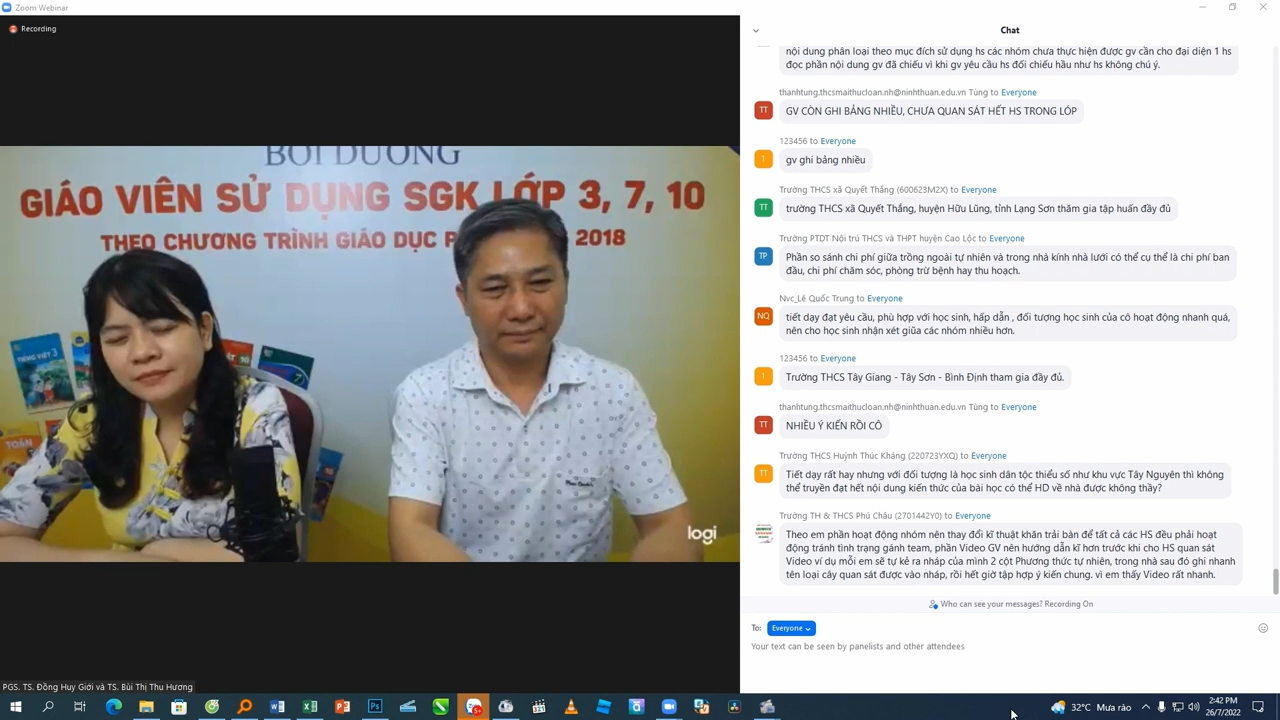 Zoom Webinar
Recording
BỒI DƯỠNG
GIÁO VIÊN SỬ DỤNG SGK LỚP 3, 7, 10
THEO CHƯƠNG TRÌNH GIÁO DỤC P 2018
TIẾNG VIỆT 3
TOÁN
10
logi
PGS. TS. Đồng Huy Giới và TS. Bùi Thị Thu Hương
Chat
nội dung phân loại theo mục đích sử dụng hs các nhóm chưa thực hiện được gv cần cho đại diện 1 hs
đọc phần nội dung gv đã chiếu vì khi gv yêu cầu hs đối chiếu hầu như hs không chú ý.
thanhtung.thcsmaithucloan.nh@ninhthuan.edu.vn Tùng to Everyone
TT
GV CÒN GHI BẢNG NHIỀU, CHƯA QUAN SÁT HẾT HS TRONG LÓP
123456 to Everyone
1
gv ghi bảng nhiều
Trường THCS xã Quyết Thắng (600623M2X) to Everyone
TT
trường THCS xã Quyết Thắng, huyện Hữu Lũng, tỉnh Lạng Sơn thâm gia tập huấn đầy đủ
Trường PTDT Nội trú THCS và THPT huyện Cao Lộc to Everyone
TP
Phần so sánh chi phí giữa trồng ngoài tự nhiên và trong nhà kính nhà lưới có thể cụ thể là chi phí ban
đầu, chi phí chăm sóc, phòng trừ bệnh hay thu hoạch.
Nvc_Lê Quốc Trung to Everyone
NQ
tiết dạy đạt yêu cầu, phù hợp với học sinh, hấp dẫn , đối tượng học sinh của cô hoạt động nhanh quá,
nên cho học sinh nhận xét giũa các nhóm nhiều hơn.
123456 to Everyone
1
Trường THCS Tây Giang - Tây Sơn - Bình Định tham gia đầy đủ.
thanhtung.thcsmaithucloan.nh@ninhthuan.edu.vn Tùng to Everyone
TT
NHIỀU Ý KIẾN RỒI CÔ
Trường THCS Huỳnh Thúc Kháng (220723YXQ) to Everyone
TT
Tiết dạy rất hay nhưng với đối tượng là học sinh dân tộc thiểu số như khu vực Tây Nguyên thì không
thể truyền đạt hết nội dung kiến thức của bài học có thể HD về nhà được không thầy?
Trường TH & THCS Phú Châu (2701442Y0) to Everyone
Theo em phần hoạt động nhóm nên thay đổi kĩ thuật khăn trải bàn để tất cả các HS đều phải hoạt
động tránh tình trạng gánh team, phần Video GV nên hướng dẫn kĩ hơn trước khi cho HS quan sát
Video ví dụ mỗi em sẽ tự kẻ ra nháp của mình 2 cột Phương thức tự nhiên, trong nhà sau đó ghi nhanh
tên loại cây quan sát được vào nháp, rồi hết giờ tập hợp ý kiến chung. vì em thấy Video rất nhanh.
Who can see your messages? Recording On
To: Everyone
Your text can be seen by panelists and other attendees
32°C Mưa rào
2:42 PM
26/7/2022